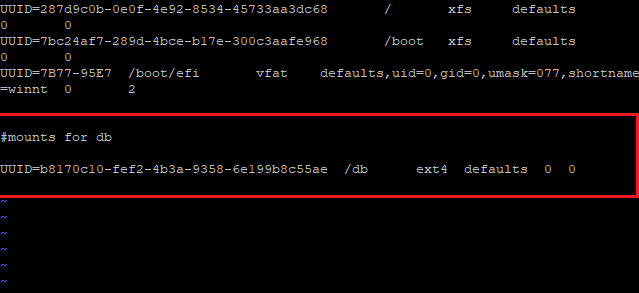 UUID=287d9c0b-0e0f-4e92-8534-45733aa3dc68 / xfs defaults
0 0
UUID=7bc24af7-289d-4bce-b17e-300c3aafe968 /boot xfs defaults
0 0
UUID=7B77-95E7 /boot/efi vfat defaults,uid=0,gid=0,umask=077,shortname
=winnt 0 2
#mounts for db
UUID=b8170c10-fef2-4b3a-9358-6e199b8c55ae /db ext4 defaults 0 0
~
~
~
~
~
~